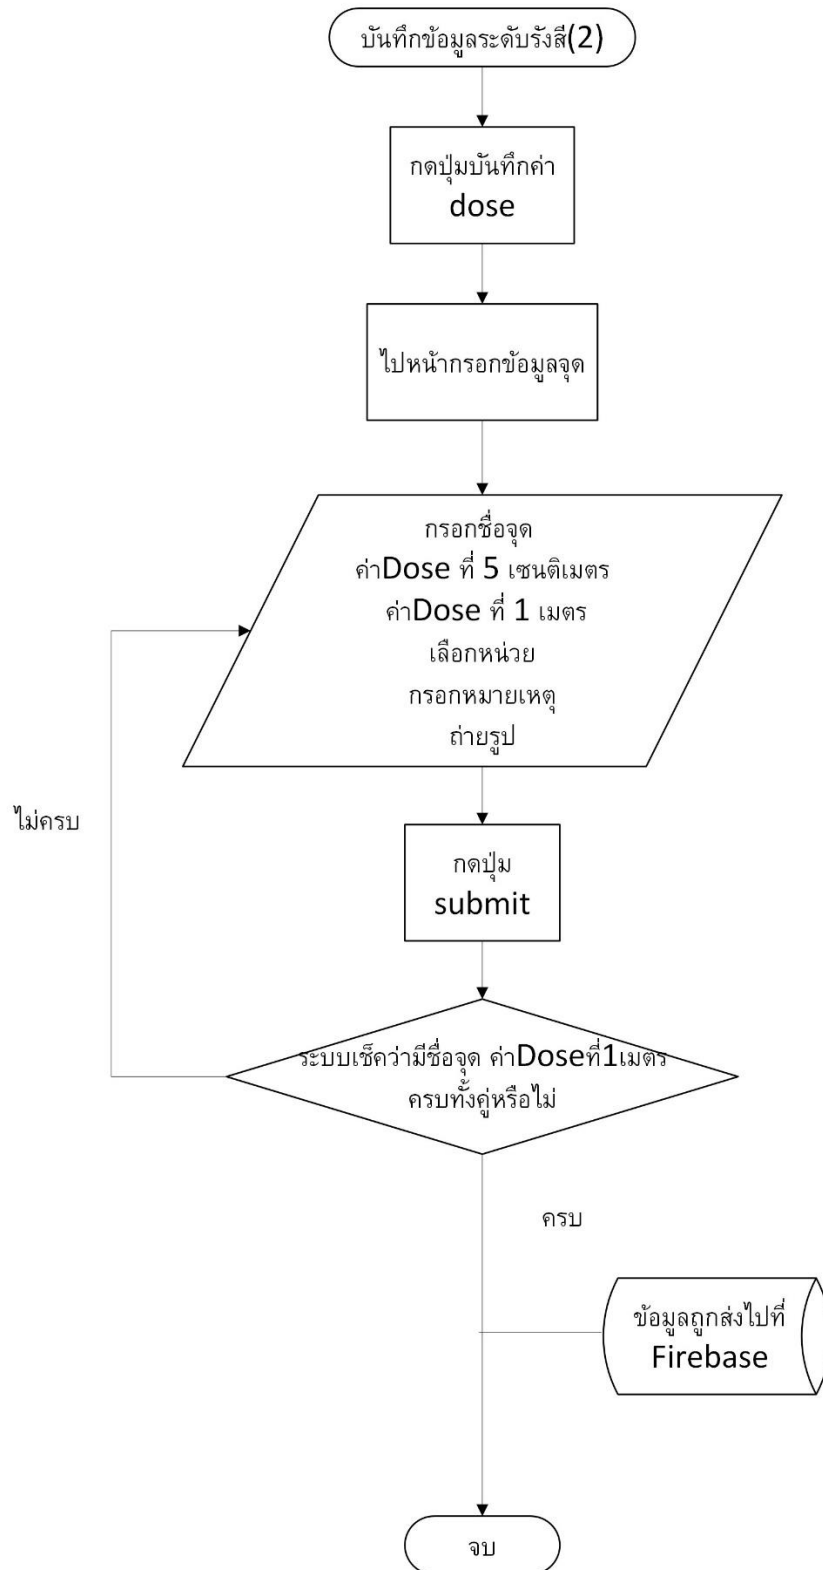 บันทึกข้อมูลระดับรังสี(2)
กดปุ่มบันทึกค่า
dose
ไปหน้ากรอกข้อมูลจุด
กรอกชื่อจุด
ค่าDose ที่ 5 เซนติเมตร
ค่าDose ที่ 1 เมตร
เลือกหน่วย
กรอกหมายเหตุ
ถ่ายรูป
ไม่ครบ
กดปุ่ม
submit
ระบบเช็คว่ามีชื่อจุด ค่าDoseที่1เมตร
ครบทั้งคู่หรือไม่
ครบ
ข้อมูลถูกส่งไปที่
Firebase
จบ